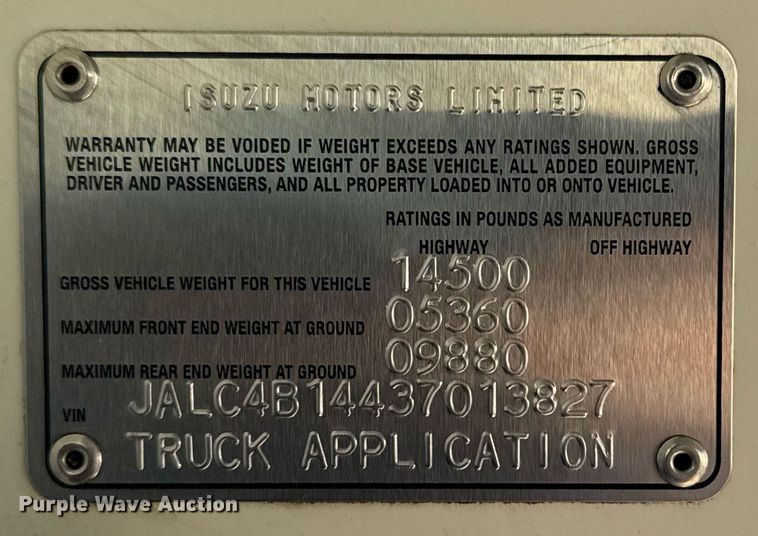 ISUZU MOTORS LIMITED
WARRANTY MAY BE VOIDED IF WEIGHT EXCEEDS ANY RATINGS SHOWN. GROSS
VEHICLE WEIGHT INCLUDES WEIGHT OF BASE VEHICLE, ALL ADDED EQUIPMENT,
DRIVER AND PASSENGERS, AND ALL PROPERTY LOADED INTO OR ONTO VEHICLE.
RATINGS IN POUNDS AS MANUFACTURED
HIGHWAY OFF HIGHWAY
GROSS VEHICLE WEIGHT FOR THIS VEHICLE 14500
MAXIMUM FRONT END WEIGHT AT GROUND 05360
MAXIMUM REAR END WEIGHT AT GROUND 09880
VIN JALC4B14437013827
TRUCK APPLICATION
Purple Wave Auction